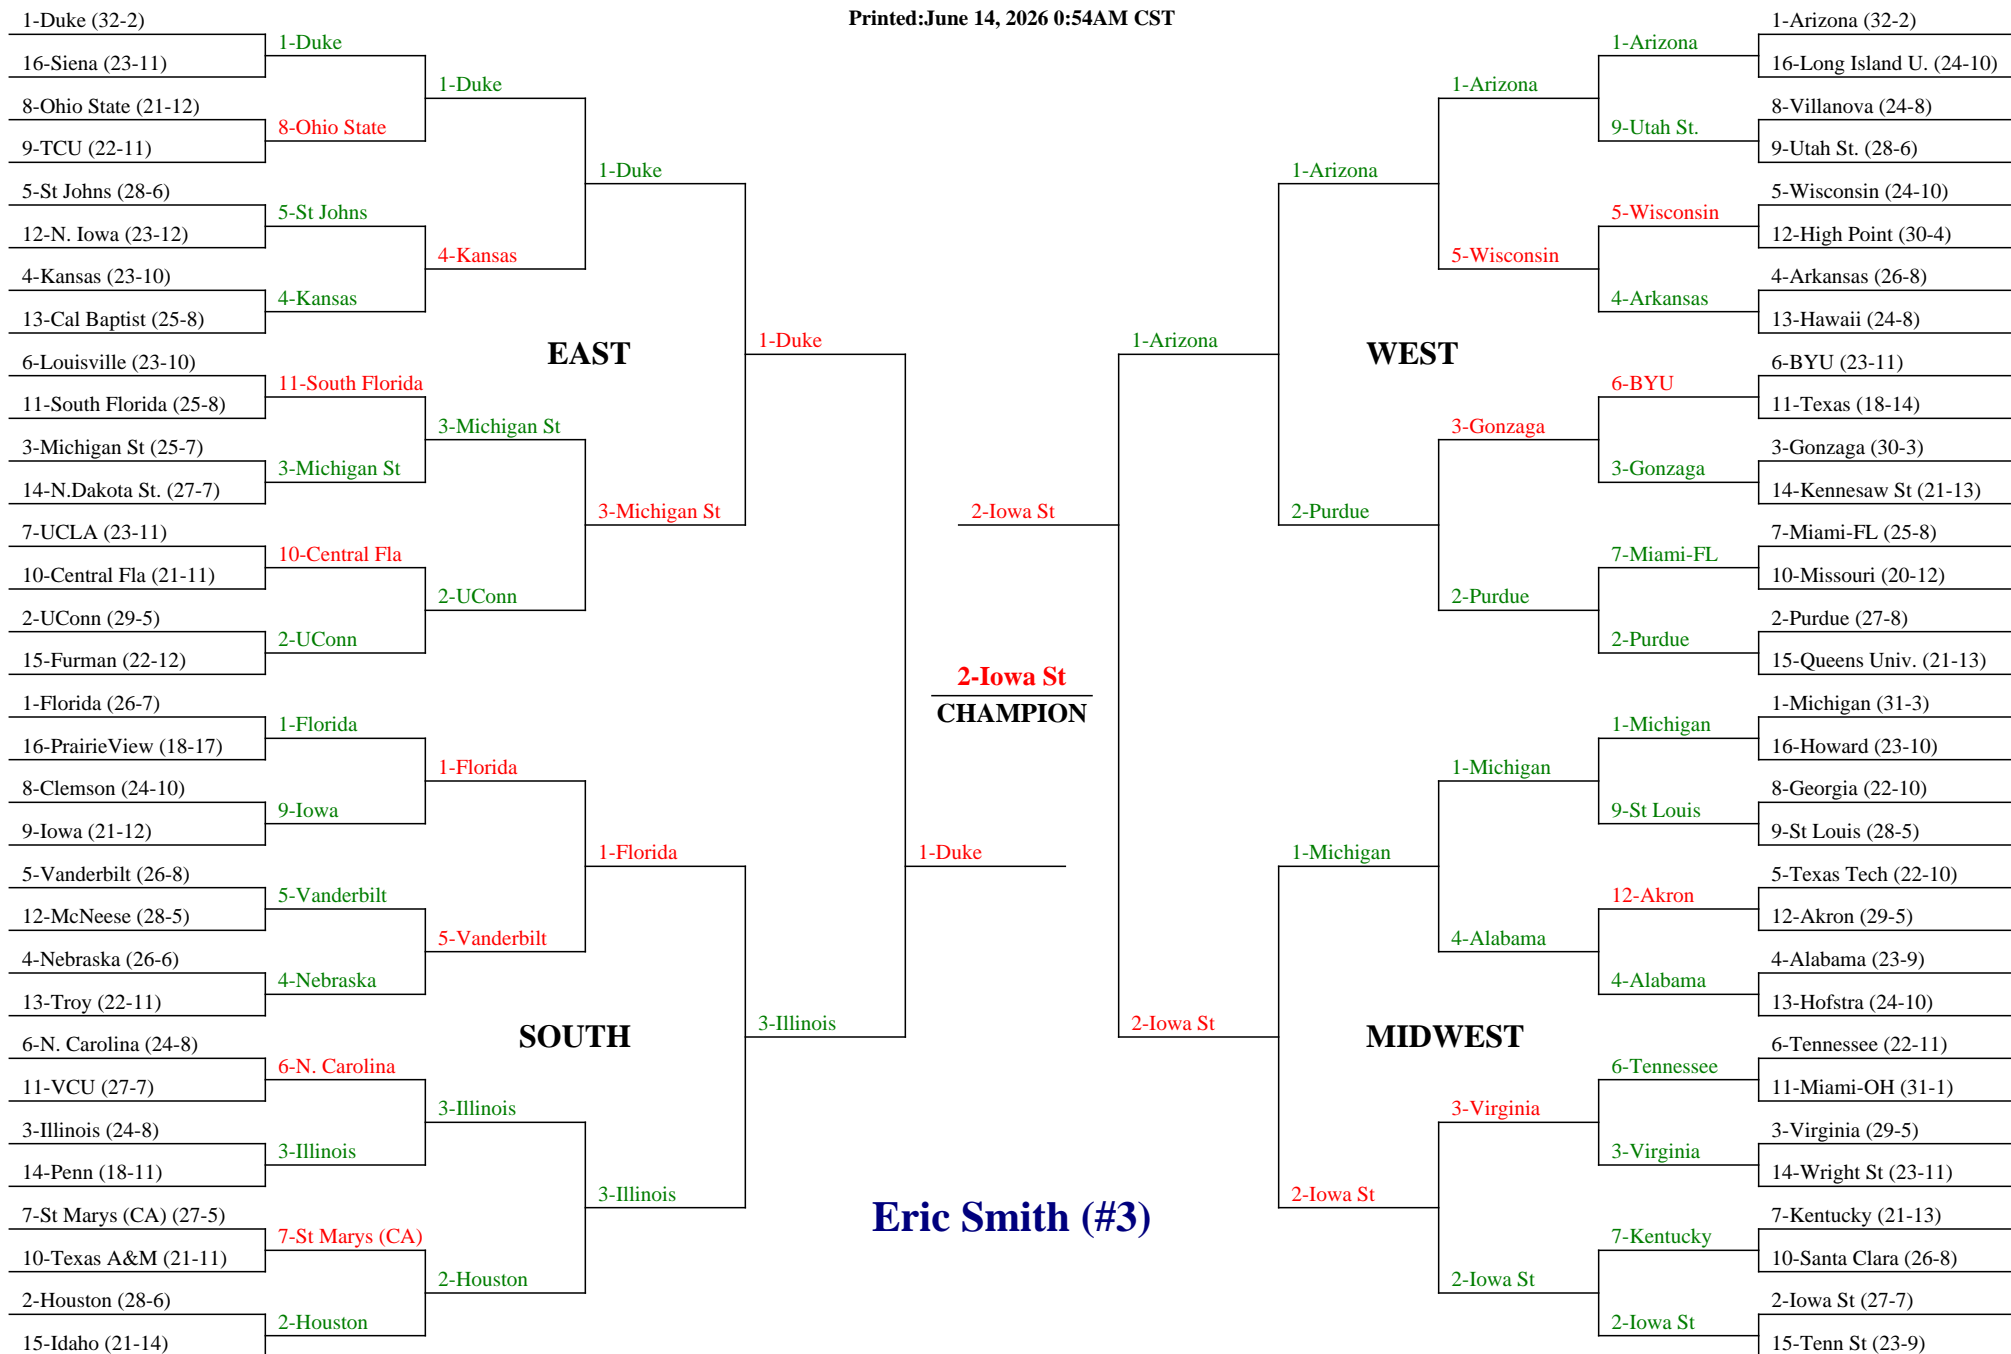 Printed:June 14, 2026 0:54AM CST
1-Duke (32-2)
16-Siena (23-11)
8-Ohio State (21-12)
9-TCU (22-11)
5-St Johns (28-6)
12-N. Iowa (23-12)
4-Kansas (23-10)
13-Cal Baptist (25-8)
6-Louisville (23-10)
11-South Florida (25-8)
3-Michigan St (25-7)
14-N.Dakota St. (27-7)
7-UCLA (23-11)
10-Central Fla (21-11)
2-UConn (29-5)
15-Furman (22-12)
1-Florida (26-7)
16-PrairieView (18-17)
8-Clemson (24-10)
9-Iowa (21-12)
5-Vanderbilt (26-8)
12-McNeese (28-5)
4-Nebraska (26-6)
13-Troy (22-11)
6-N. Carolina (24-8)
11-VCU (27-7)
3-Illinois (24-8)
14-Penn (18-11)
7-St Marys (CA) (27-5)
10-Texas A&M (21-11)
2-Houston (28-6)
15-Idaho (21-14)
1-Duke
8-Ohio State
5-St Johns
4-Kansas
11-South Florida
3-Michigan St
10-Central Fla
2-UConn
1-Florida
9-Iowa
5-Vanderbilt
4-Nebraska
6-N. Carolina
3-Illinois
7-St Marys (CA)
2-Houston
1-Duke
4-Kansas
3-Michigan St
2-UConn
1-Florida
5-Vanderbilt
3-Illinois
2-Houston
1-Duke
3-Michigan St
1-Florida
3-Illinois
EAST
SOUTH
1-Duke
3-Illinois
1-Duke
2-Iowa St
2-Iowa St
CHAMPION
Eric Smith (#3)
1-Arizona
2-Iowa St
WEST
MIDWEST
1-Arizona
2-Purdue
1-Michigan
2-Iowa St
1-Arizona
5-Wisconsin
3-Gonzaga
2-Purdue
1-Michigan
4-Alabama
3-Virginia
2-Iowa St
1-Arizona
9-Utah St.
5-Wisconsin
4-Arkansas
6-BYU
3-Gonzaga
7-Miami-FL
2-Purdue
1-Michigan
9-St Louis
12-Akron
4-Alabama
6-Tennessee
3-Virginia
7-Kentucky
2-Iowa St
1-Arizona (32-2)
16-Long Island U. (24-10)
8-Villanova (24-8)
9-Utah St. (28-6)
5-Wisconsin (24-10)
12-High Point (30-4)
4-Arkansas (26-8)
13-Hawaii (24-8)
6-BYU (23-11)
11-Texas (18-14)
3-Gonzaga (30-3)
14-Kennesaw St (21-13)
7-Miami-FL (25-8)
10-Missouri (20-12)
2-Purdue (27-8)
15-Queens Univ. (21-13)
1-Michigan (31-3)
16-Howard (23-10)
8-Georgia (22-10)
9-St Louis (28-5)
5-Texas Tech (22-10)
12-Akron (29-5)
4-Alabama (23-9)
13-Hofstra (24-10)
6-Tennessee (22-11)
11-Miami-OH (31-1)
3-Virginia (29-5)
14-Wright St (23-11)
7-Kentucky (21-13)
10-Santa Clara (26-8)
2-Iowa St (27-7)
15-Tenn St (23-9)